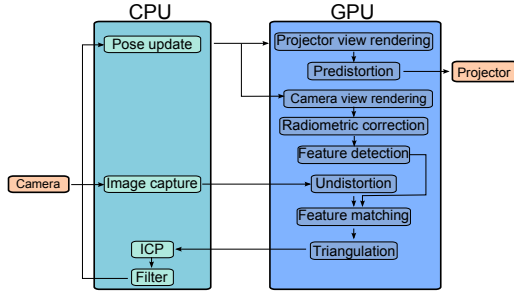 CPU
GPU
Pose update
Projector view rendering
Predistortion
Projector
Camera view rendering
Radiometric correction
Feature detection
Camera
Image capture
Undistortion
Feature matching
ICP
Triangulation
Filter